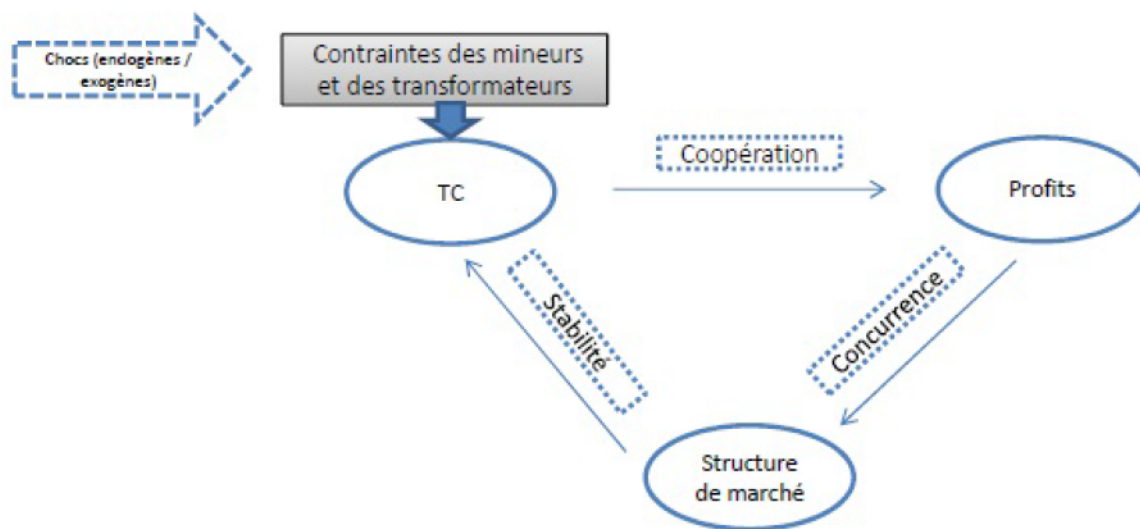 Chocs (endogènes /
exogènes)
Contraintes des mineurs
et des transformateurs
Coopération
TC
Profits
Stabilité
Concurrence
Structure
de marché